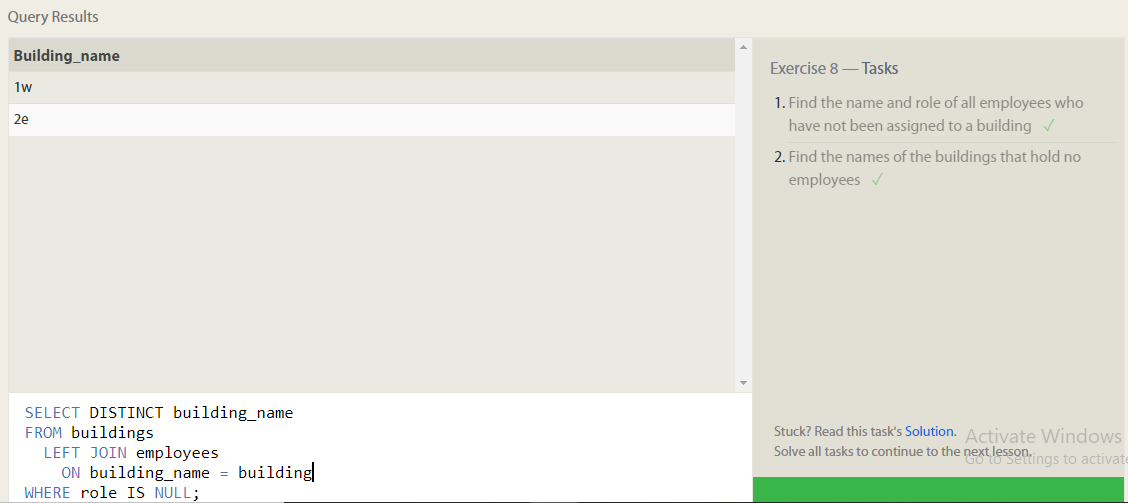 Query Results
Building_name
1w
2e
Exercise 8 — Tasks
1. Find the name and role of all employees who
have not been assigned to a building ✓
2. Find the names of the buildings that hold no
employees ✓
Stuck? Read this task's Solution.
Solve all tasks to continue to the next lesson.
Activate Windows
Go to Settings to activate
SELECT DISTINCT building_name
FROM buildings
LEFT JOIN employees
ON building_name = building
WHERE role IS NULL;